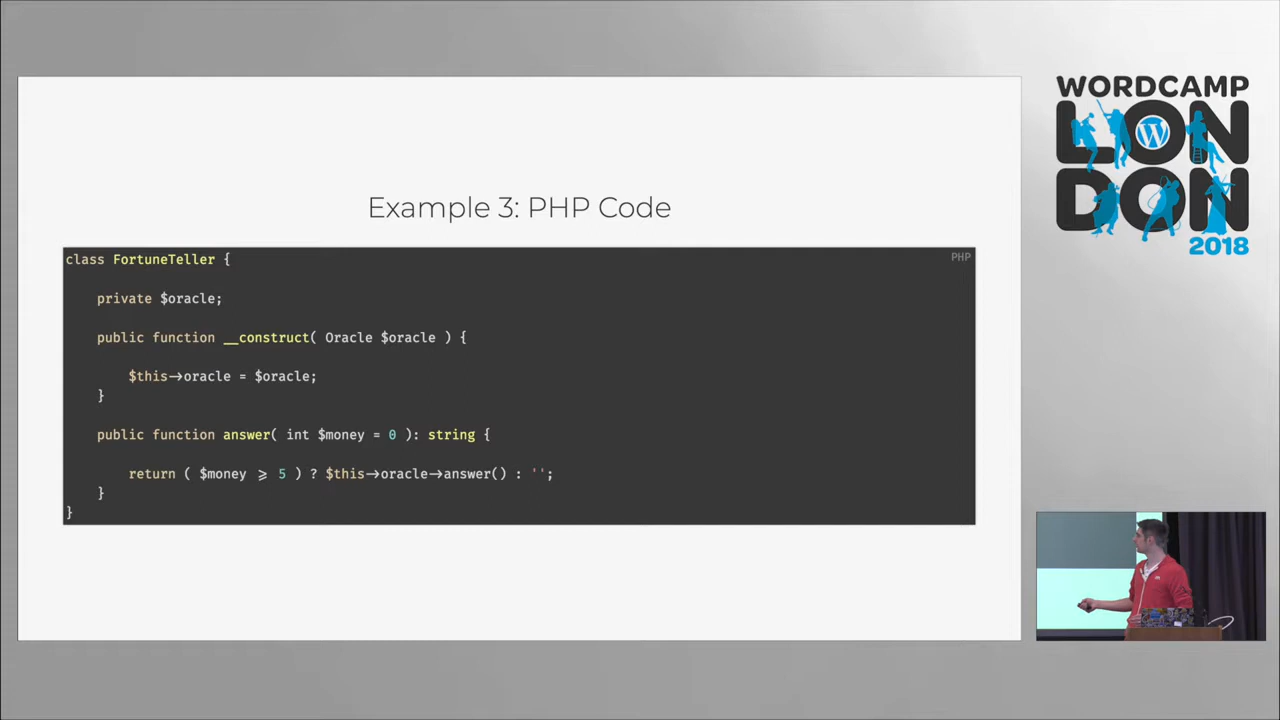 Example 3: PHP Code
PHP
class FortuneTeller {
private $oracle;
public function __construct( Oracle $oracle ) {
$this→oracle = $oracle;
}
public function answer( int $money = 0 ): string {
return ( $money ⩾ 5 ) ? $this→oracle→answer() : '';
}
}
WORDCAMP
LON
DON
2018